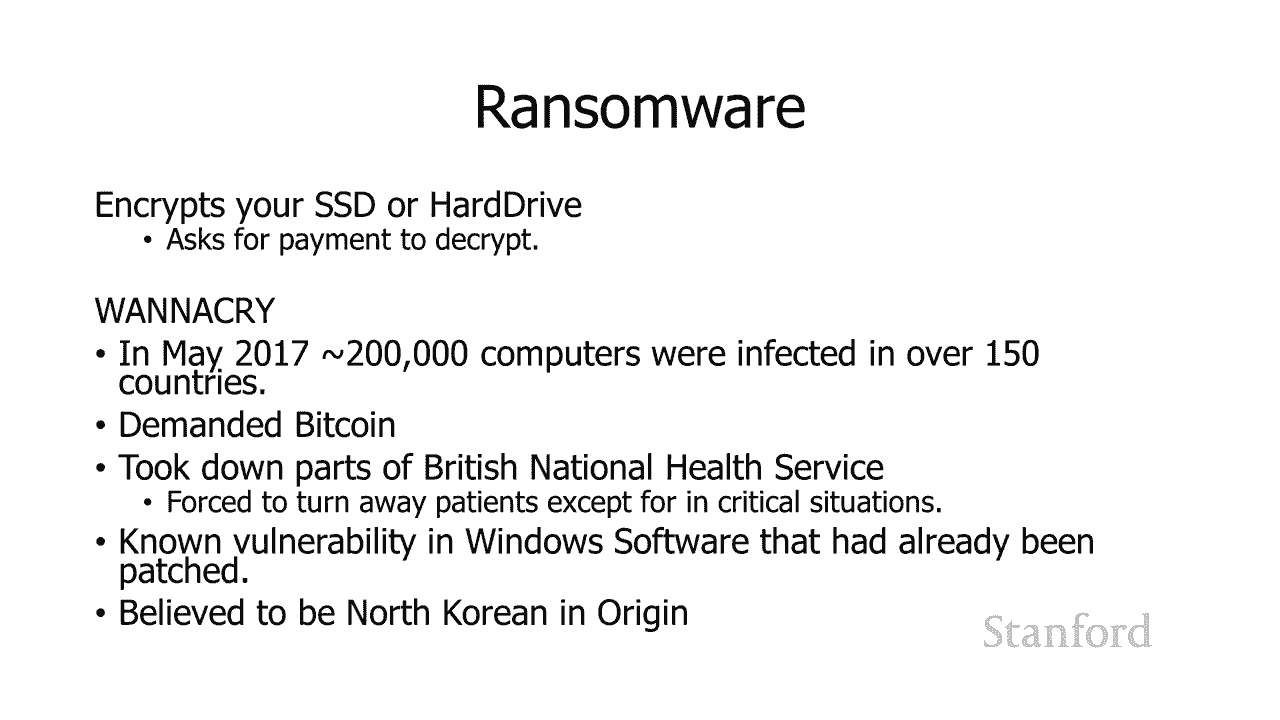 Ransomware
Encrypts your SSD or HardDrive
• Asks for payment to decrypt.
WANNACRY
• In May 2017 ~200,000 computers were infected in over 150
countries.
• Demanded Bitcoin
• Took down parts of British National Health Service
• Forced to turn away patients except for in critical situations.
• Known vulnerability in Windows Software that had already been
patched.
• Believed to be North Korean in Origin
Stanford